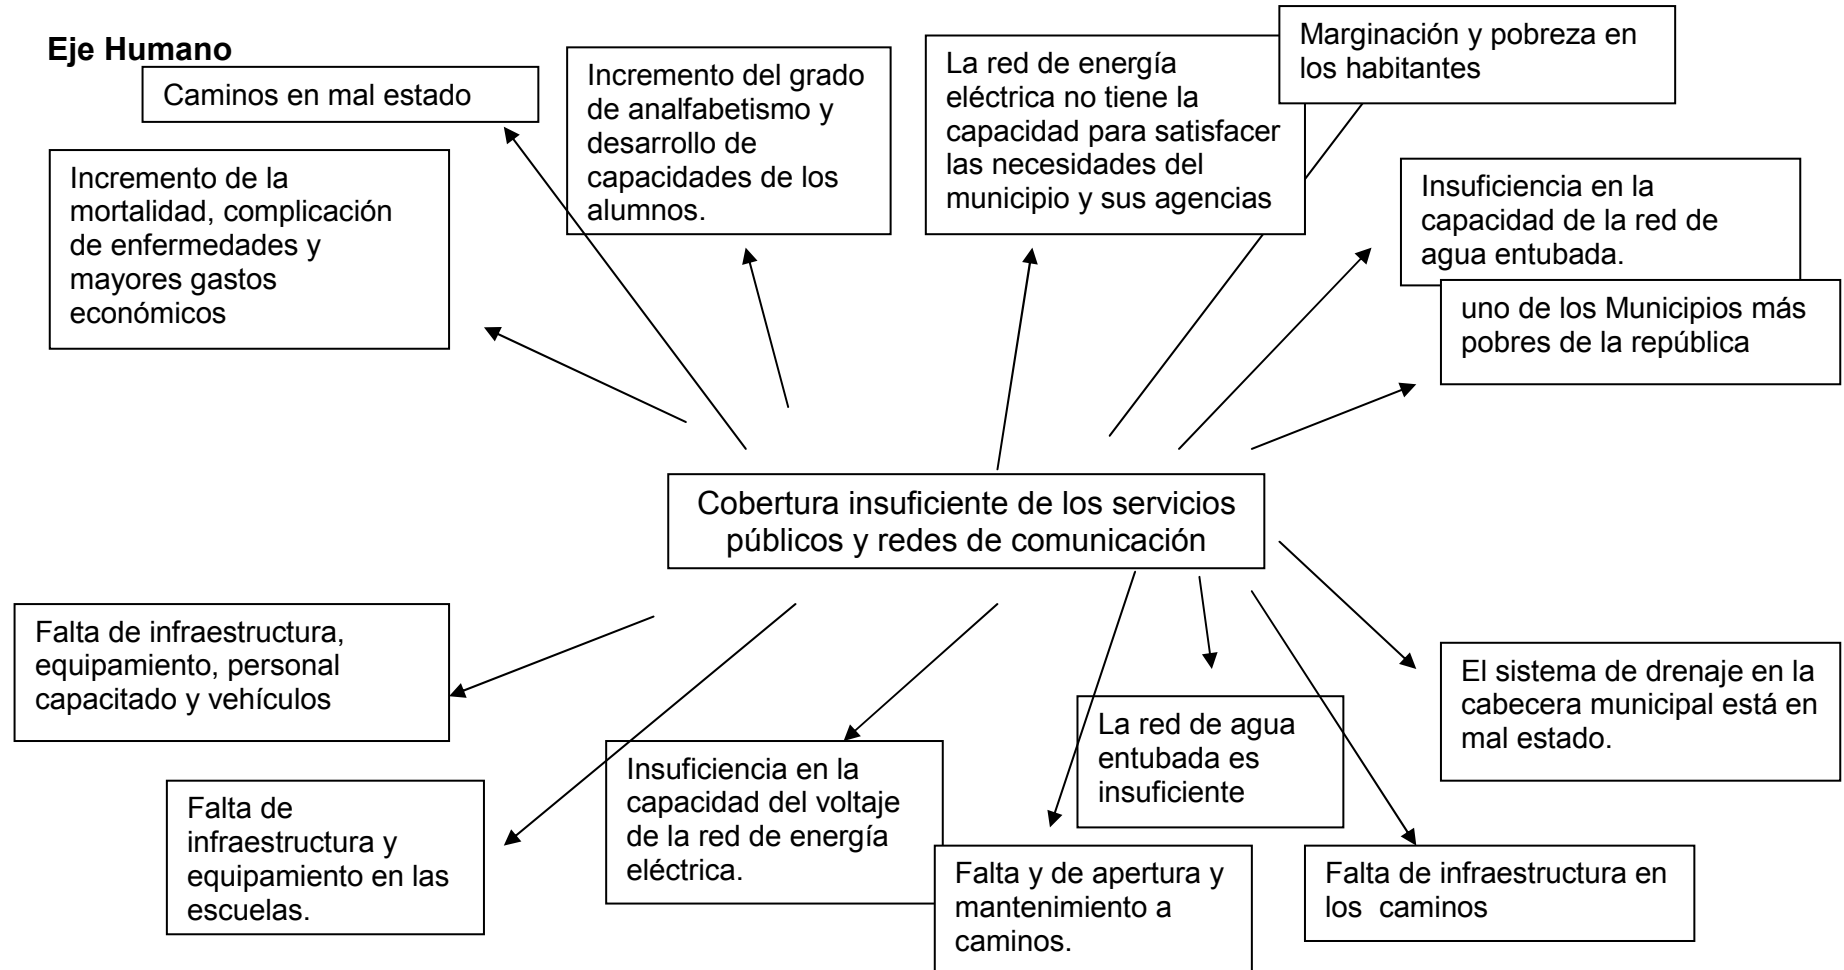 Eje Humano
Caminos en mal estado
Incremento del grado
de analfabetismo y
desarrollo de
capacidades de los
alumnos.
La red de energía
eléctrica no tiene la
capacidad para satisfacer
las necesidades del
municipio y sus agencias
Marginación y pobreza en
los habitantes
Incremento de la
mortalidad, complicación
de enfermedades y
mayores gastos
económicos
Insuficiencia en la
capacidad de la red de
agua entubada.
uno de los Municipios más
pobres de la república
Cobertura insuficiente de los servicios
públicos y redes de comunicación
Falta de infraestructura,
equipamiento, personal
capacitado y vehículos
Falta de
infraestructura y
equipamiento en las
escuelas.
Insuficiencia en la
capacidad del voltaje
de la red de energía
eléctrica.
La red de agua
entubada es
insuficiente
Falta y de apertura y
mantenimiento a
caminos.
Falta de infraestructura en
los  caminos
El sistema de drenaje en la
cabecera municipal está en
mal estado.